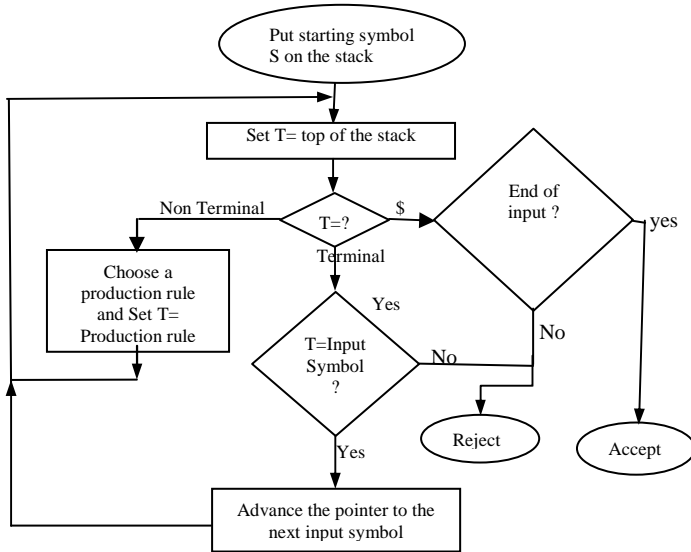 Put starting symbol
S on the stack
Set T= top of the stack
Non Terminal
T=?
$
End of
input ?
yes
Terminal
Choose a
production rule
and Set T=
Production rule
Yes
T=Input
Symbol
?
No
No
Reject
Accept
Yes
Advance the pointer to the
next input symbol